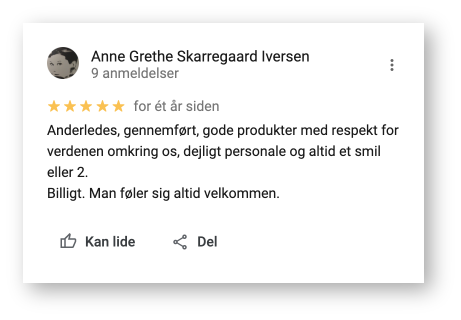 Anne Grethe Skarregaard Iversen
9 anmeldelser
for ét år siden
Anderledes, gennemført, gode produkter med respekt for
verdenen omkring os, dejligt personale og altid et smil
eller 2.
Billigt. Man føler sig altid velkommen.
Kan lide
Del